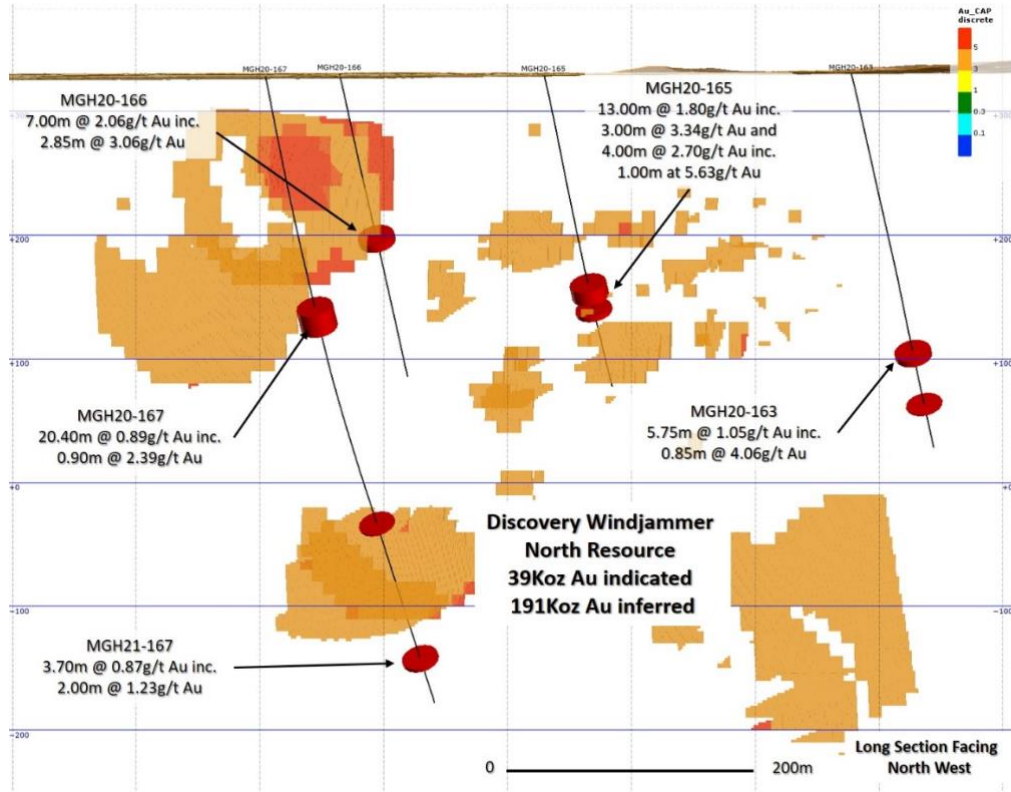 Au_CAP
discrete
5
3
1
0.3
0.1
MGH20-167
MGH20-166
MGH20-165
MGH20-163
MGH20-166
7.00m @ 2.06g/t Au inc.
2.85m @ 3.06g/t Au
MGH20-165
13.00m @ 1.80g/t Au inc.
3.00m @ 3.34g/t Au and
4.00m @ 2.70g/t Au inc.
1.00m at 5.63g/t Au
+300
+300
+200
+200
+100
+100
MGH20-167
20.40m @ 0.89g/t Au inc.
0.90m @ 2.39g/t Au
MGH20-163
5.75m @ 1.05g/t Au inc.
0.85m @ 4.06g/t Au
+0
+0
Discovery Windjammer
North Resource
39Koz Au indicated
191Koz Au inferred
-100
-100
MGH21-167
3.70m @ 0.87g/t Au inc.
2.00m @ 1.23g/t Au
-200
-200
Long Section Facing
North West
0
200m